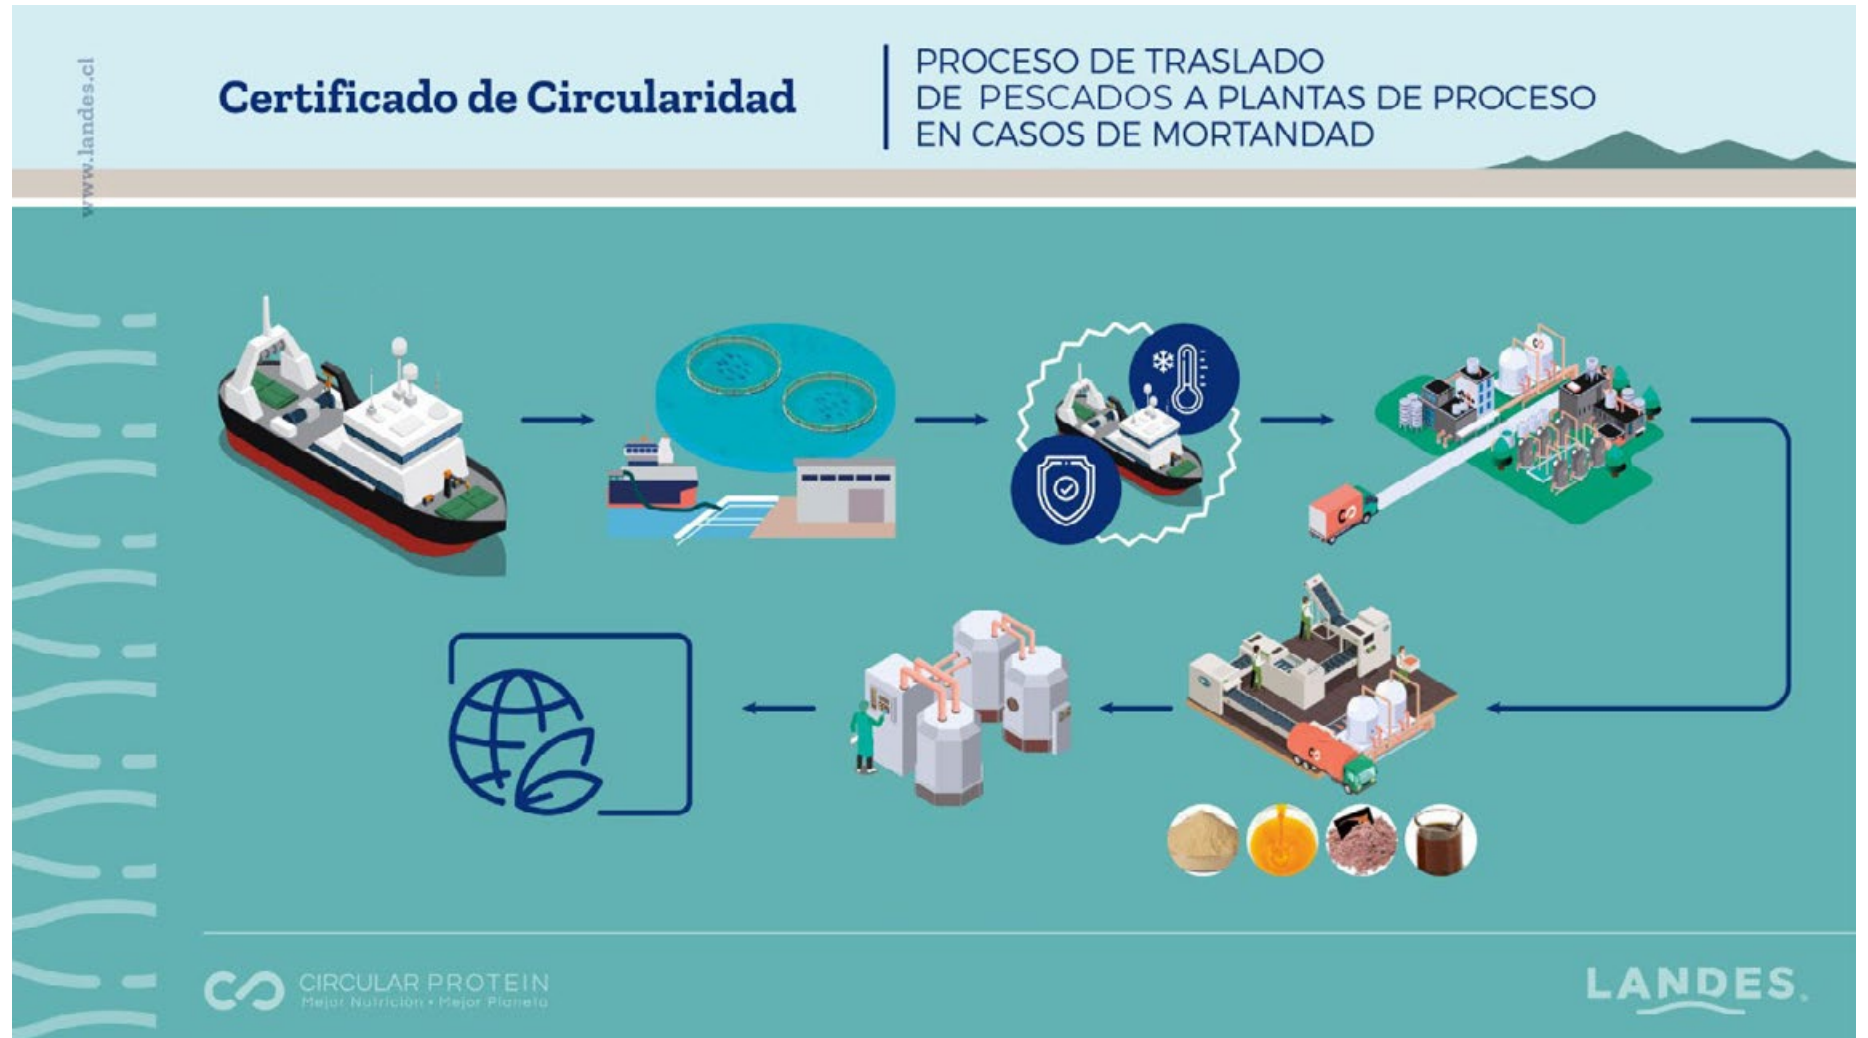 www.landes.cl
Certificado de Circularidad
PROCESO DE TRASLADO
DE PESCADOS A PLANTAS DE PROCESO
EN CASOS DE MORTANDAD
CIRCULAR PROTEIN
Mejor Nutrición • Mejor Planeta
LANDES